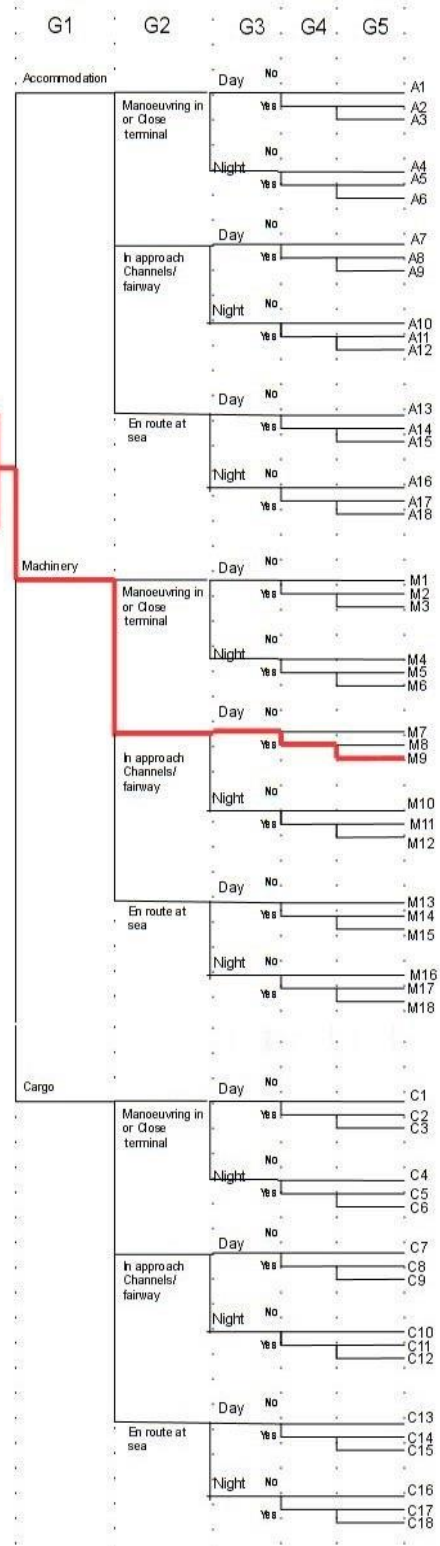 G1 G2 G3 G4 G5
Accommodation
Manoeuvring in
or Close
terminal
Day
No
Yes
A1
A2
A3
Night
No
Yes
A4
A5
A6
In approach
Channels/
fairway
Day
No
Yes
A7
A8
A9
Night
No
Yes
A10
A11
A12
En route at
sea
Day
No
Yes
A13
A14
A15
Night
No
Yes
A16
A17
A18
Machinery
Manoeuvring in
or Close
terminal
Day
No
Yes
M1
M2
M3
Night
No
Yes
M4
M5
M6
In approach
Channels/
fairway
Day
No
Yes
M7
M8
M9
Night
No
Yes
M10
M11
M12
En route at
sea
Day
No
Yes
M13
M14
M15
Night
No
Yes
M16
M17
M18
Cargo
Manoeuvring in
or Close
terminal
Day
No
Yes
C1
C2
C3
Night
No
Yes
C4
C5
C6
In approach
Channels/
fairway
Day
No
Yes
C7
C8
C9
Night
No
Yes
C10
C11
C12
En route at
sea
Day
No
Yes
C13
C14
C15
Night
No
Yes
C16
C17
C18